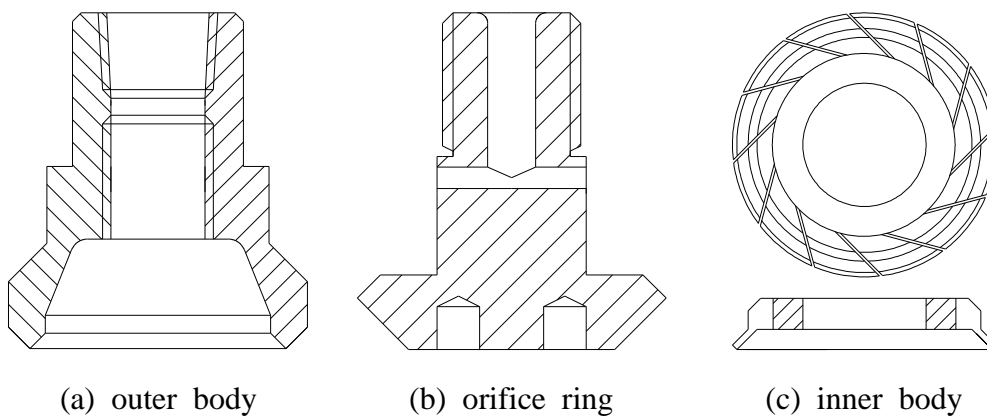 (a) outer body
(b) orifice ring
(c) inner body